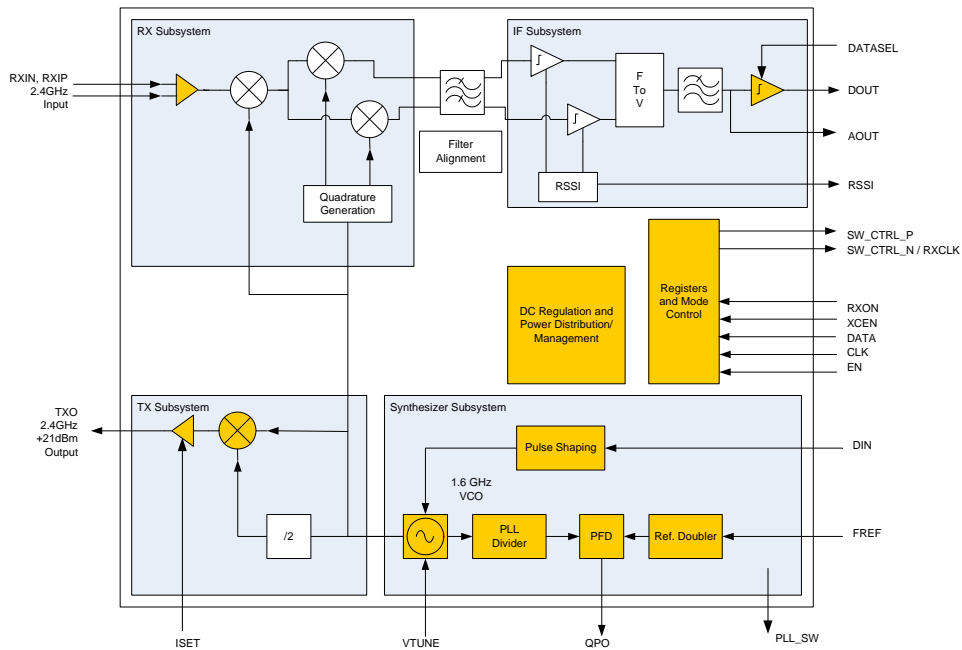 RX Subsystem
IF Subsystem
RXIN, RXIP
2.4GHz
Input
F
To
V
DATASEL
DOUT
AOUT
Filter
Alignment
Quadrature
Generation
RSSI
RSSI
SW_CTRL_P
SW_CTRL_N / RXCLK
Registers
and Mode
Control
DC Regulation and
Power Distribution/
Management
RXON
XCEN
DATA
CLK
EN
TX Subsystem
Synthesizer Subsystem
TXO
2.4GHz
+21dBm
Output
Pulse Shaping
DIN
1.6 GHz
VCO
/2
PLL
Divider
PFD
Ref. Doubler
FREF
ISET
VTUNE
QPO
PLL_SW